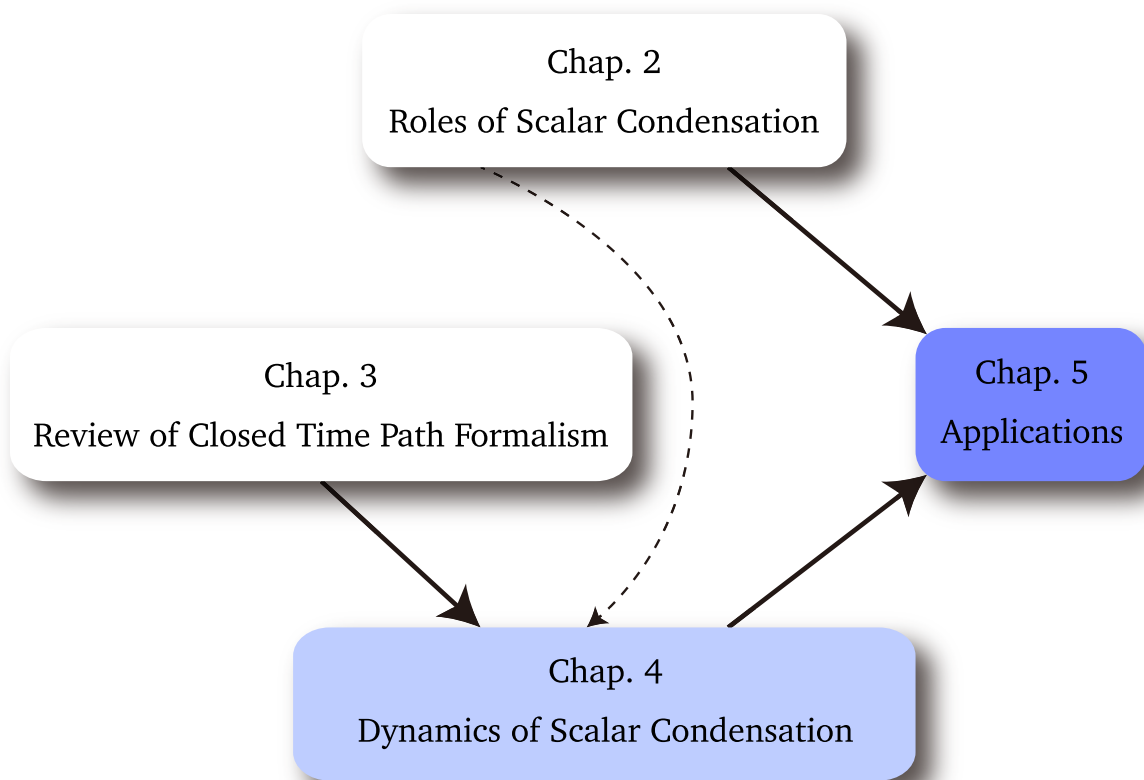 Chap. 2
Roles of Scalar Condensation
Chap. 3
Review of Closed Time Path Formalism
Chap. 5
Applications
Chap. 4
Dynamics of Scalar Condensation